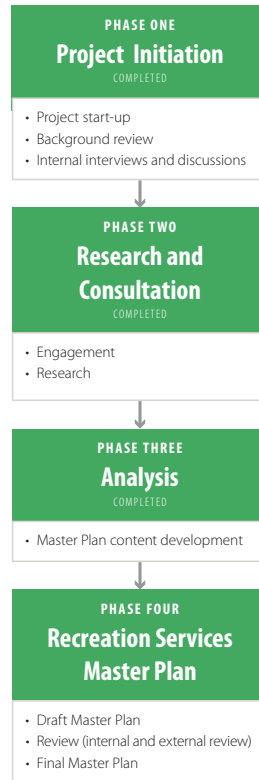 PHASE ONE
Project Initiation
COMPLETED
• Project start-up
• Background review
• Internal interviews and discussions
PHASE TWO
Research and
Consultation
COMPLETED
• Engagement
• Research
PHASE THREE
Analysis
COMPLETED
• Master Plan content development
PHASE FOUR
Recreation Services
Master Plan
• Draft Master Plan
• Review (internal and external review)
• Final Master Plan